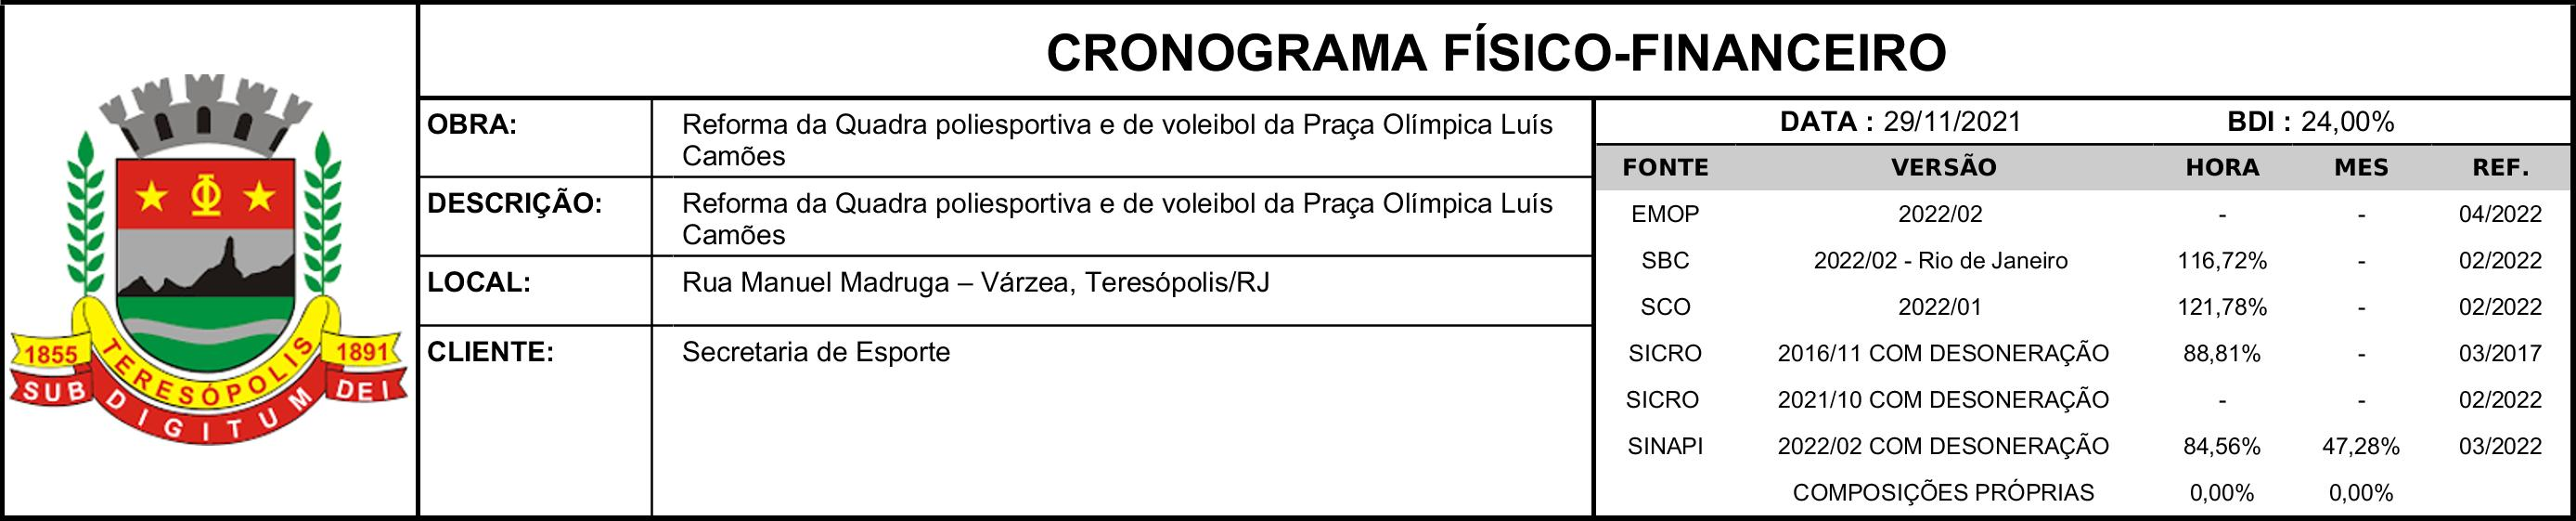 CRONOGRAMA FÍSICO-FINANCEIRO
OBRA: Reforma da Quadra poliesportiva e de voleibol da Praça Olímpica Luís
Camões
DESCRIÇÃO: Reforma da Quadra poliesportiva e de voleibol da Praça Olímpica Luís
Camões
LOCAL: Rua Manuel Madruga – Várzea, Teresópolis/RJ
CLIENTE: Secretaria de Esporte
DATA : 29/11/2021 BDI : 24,00%
FONTE VERSÃO HORA MES REF.
EMOP 2022/02 - - 04/2022
SBC 2022/02 - Rio de Janeiro 116,72% - 02/2022
SCO 2022/01 121,78% - 02/2022
SICRO 2016/11 COM DESONERAÇÃO 88,81% - 03/2017
SICRO 2021/10 COM DESONERAÇÃO - - 02/2022
SINAPI 2022/02 COM DESONERAÇÃO 84,56% 47,28% 03/2022
COMPOSIÇÕES PRÓPRIAS 0,00% 0,00%
1855 TERESÓPOLIS 1891
SUB DIGITUM DEI